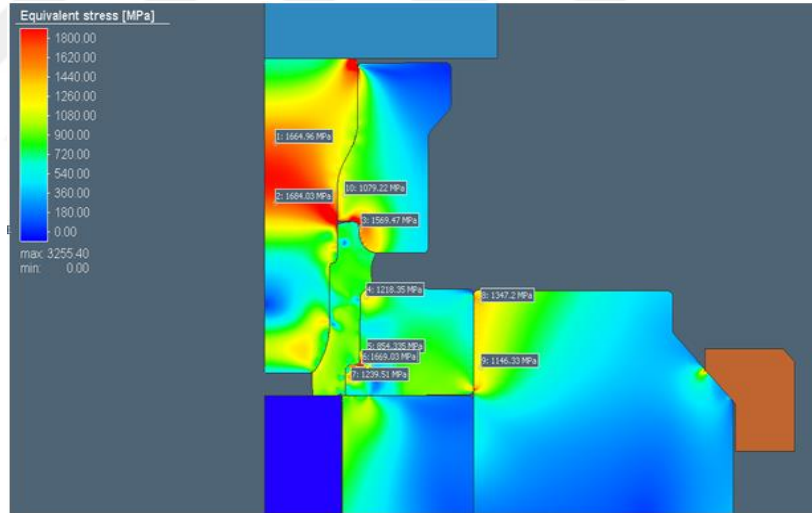 Equivalent stress [MPa]
1800.00
1620.00
1440.00
1260.00
1080.00
900.00
720.00
540.00
360.00
180.00
0.00
max: 3255.40
min: 0.00
1: 1664.96 MPa
10: 1079.22 MPa
2: 1684.03 MPa
3: 1569.47 MPa
4: 1218.35 MPa
8: 1347.2 MPa
5: 854.335 MPa
6: 1669.03 MPa
9: 1146.33 MPa
7: 1239.51 MPa